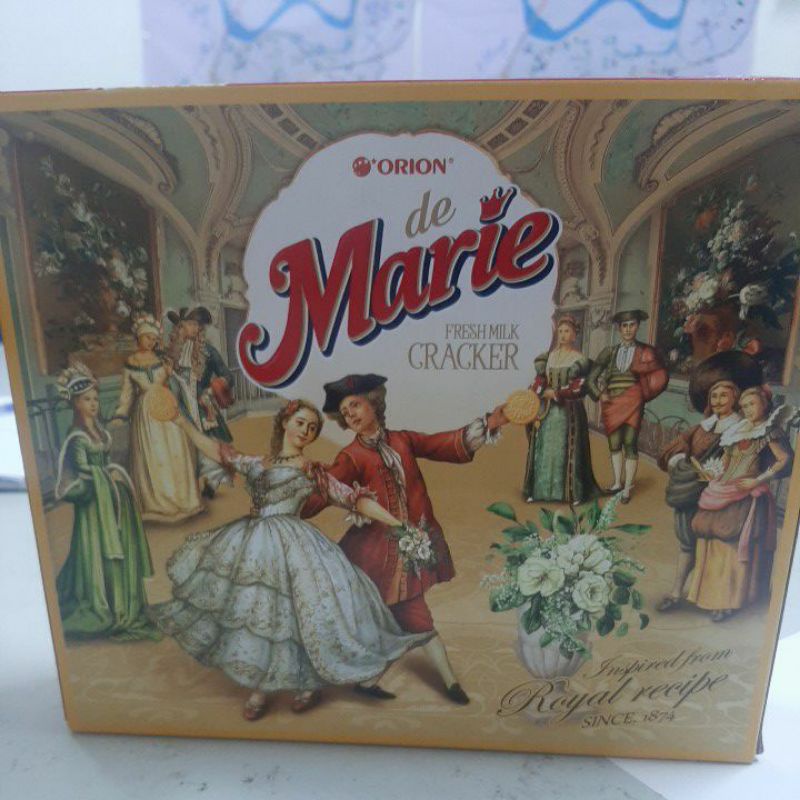 ORION®
de
Marie
FRESH MILK
CRACKER
Inspired from
Royal recipe
SINCE, 1874